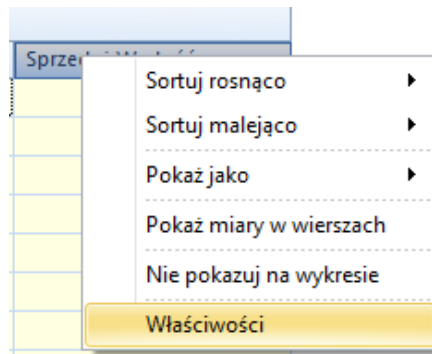 Sortuj rosnąco
Sortuj malejąco
Pokaż jako
Pokaż miary w wierszach
Nie pokazuj na wykresie
Właściwości